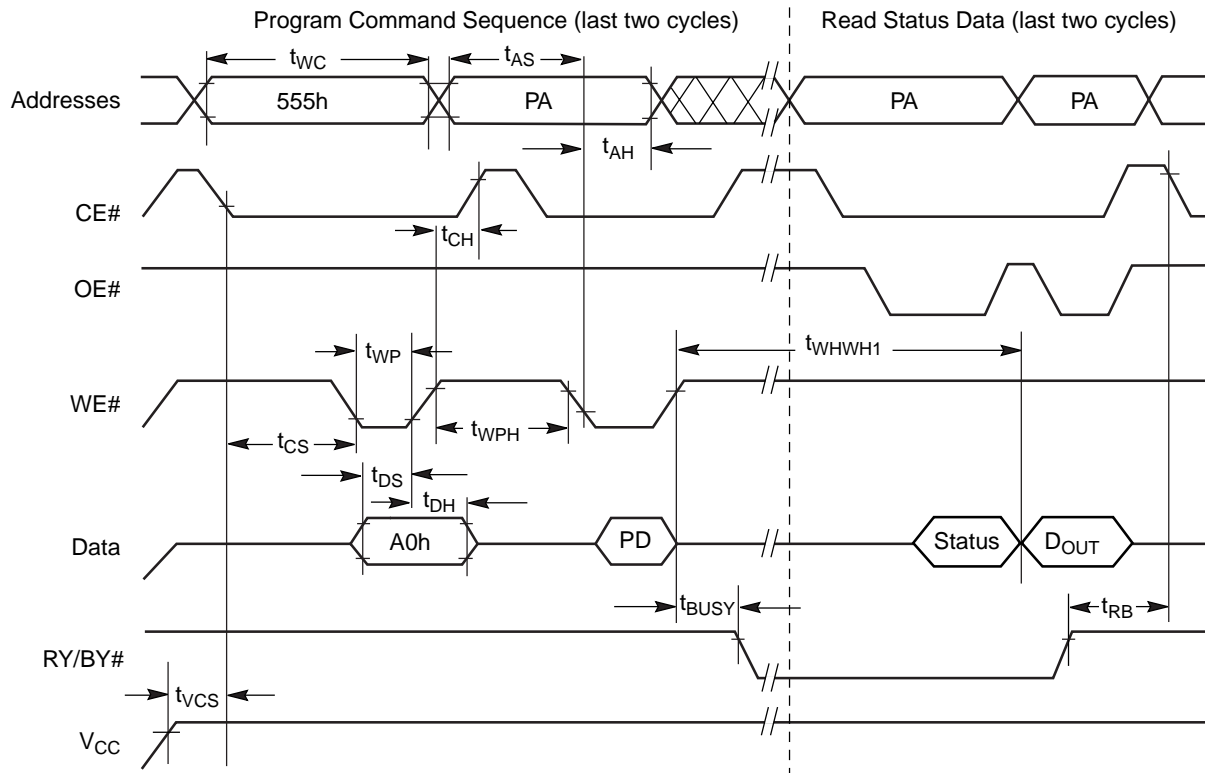 Program Command Sequence (last two cycles) Read Status Data (last two cycles)
tWC tAS
Addresses 555h PA PA PA
tAH
CE#
tCH
OE#
tWP tWHWH1
WE#
tCS tWPH
tDS
tDH
Data A0h PD Status DOUT
tBUSY tRB
RY/BY#
tVCS
VCC